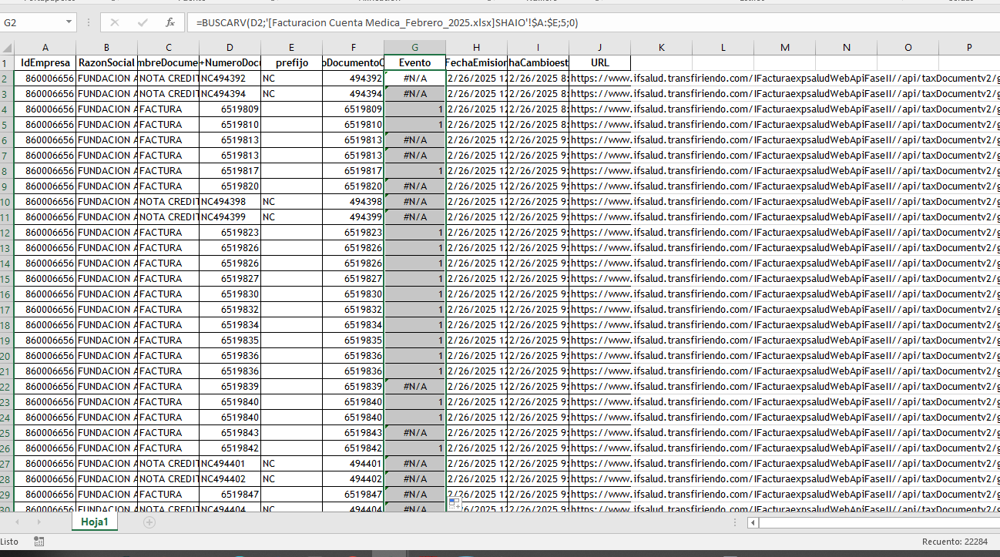 G2 fx =BUSCARV(D2;'[Facturacion Cuenta Medica_Febrero_2025.xlsx]SHAIO'!$A:$E;5;0)
A B C D E F G H I J K L M N O P
1 IdEmpresa RazonSocial mbreDocume +NumeroDocu prefijo oDocumentoC Evento FechaEmision haCambioest URL
2 860006656 FUNDACION A NOTA CREDIT NC494392 NC 494392 #N/A 2/26/2025 12 2/26/2025 8: https://www.ifsalud.transfiriendo.com/IFacturaexpsaludWebApiFaseII//api/taxDocumentv2/g
3 860006656 FUNDACION A NOTA CREDIT NC494394 NC 494394 #N/A 2/26/2025 12 2/26/2025 8: https://www.ifsalud.transfiriendo.com/IFacturaexpsaludWebApiFaseII//api/taxDocumentv2/g
4 860006656 FUNDACION A FACTURA 6519809 6519809 1 2/26/2025 12 2/26/2025 8: https://www.ifsalud.transfiriendo.com/IFacturaexpsaludWebApiFaseII//api/taxDocumentv2/g
5 860006656 FUNDACION A FACTURA 6519810 6519810 1 2/26/2025 12 2/26/2025 8: https://www.ifsalud.transfiriendo.com/IFacturaexpsaludWebApiFaseII//api/taxDocumentv2/g
6 860006656 FUNDACION A FACTURA 6519813 6519813 #N/A 2/26/2025 12 2/26/2025 9: https://www.ifsalud.transfiriendo.com/IFacturaexpsaludWebApiFaseII//api/taxDocumentv2/g
7 860006656 FUNDACION A FACTURA 6519813 6519813 #N/A 2/26/2025 12 2/26/2025 9: https://www.ifsalud.transfiriendo.com/IFacturaexpsaludWebApiFaseII//api/taxDocumentv2/g
8 860006656 FUNDACION A FACTURA 6519817 6519817 1 2/26/2025 12 2/26/2025 9: https://www.ifsalud.transfiriendo.com/IFacturaexpsaludWebApiFaseII//api/taxDocumentv2/g
9 860006656 FUNDACION A FACTURA 6519820 6519820 #N/A 2/26/2025 12 2/26/2025 9: https://www.ifsalud.transfiriendo.com/IFacturaexpsaludWebApiFaseII//api/taxDocumentv2/g
10 860006656 FUNDACION A NOTA CREDIT NC494398 NC 494398 #N/A 2/26/2025 12 2/26/2025 9: https://www.ifsalud.transfiriendo.com/IFacturaexpsaludWebApiFaseII//api/taxDocumentv2/g
11 860006656 FUNDACION A NOTA CREDIT NC494399 NC 494399 #N/A 2/26/2025 12 2/26/2025 9: https://www.ifsalud.transfiriendo.com/IFacturaexpsaludWebApiFaseII//api/taxDocumentv2/g
12 860006656 FUNDACION A FACTURA 6519823 6519823 1 2/26/2025 12 2/26/2025 9: https://www.ifsalud.transfiriendo.com/IFacturaexpsaludWebApiFaseII//api/taxDocumentv2/g
13 860006656 FUNDACION A FACTURA 6519826 6519826 1 2/26/2025 12 2/26/2025 9: https://www.ifsalud.transfiriendo.com/IFacturaexpsaludWebApiFaseII//api/taxDocumentv2/g
14 860006656 FUNDACION A FACTURA 6519826 6519826 1 2/26/2025 12 2/26/2025 9: https://www.ifsalud.transfiriendo.com/IFacturaexpsaludWebApiFaseII//api/taxDocumentv2/g
15 860006656 FUNDACION A FACTURA 6519827 6519827 1 2/26/2025 12 2/26/2025 9: https://www.ifsalud.transfiriendo.com/IFacturaexpsaludWebApiFaseII//api/taxDocumentv2/g
16 860006656 FUNDACION A FACTURA 6519830 6519830 1 2/26/2025 12 2/26/2025 9: https://www.ifsalud.transfiriendo.com/IFacturaexpsaludWebApiFaseII//api/taxDocumentv2/g
17 860006656 FUNDACION A FACTURA 6519832 6519832 1 2/26/2025 12 2/26/2025 9: https://www.ifsalud.transfiriendo.com/IFacturaexpsaludWebApiFaseII//api/taxDocumentv2/g
18 860006656 FUNDACION A FACTURA 6519834 6519834 1 2/26/2025 12 2/26/2025 9: https://www.ifsalud.transfiriendo.com/IFacturaexpsaludWebApiFaseII//api/taxDocumentv2/g
19 860006656 FUNDACION A FACTURA 6519835 6519835 1 2/26/2025 12 2/26/2025 9: https://www.ifsalud.transfiriendo.com/IFacturaexpsaludWebApiFaseII//api/taxDocumentv2/g
20 860006656 FUNDACION A FACTURA 6519836 6519836 1 2/26/2025 12 2/26/2025 9: https://www.ifsalud.transfiriendo.com/IFacturaexpsaludWebApiFaseII//api/taxDocumentv2/g
21 860006656 FUNDACION A FACTURA 6519836 6519836 1 2/26/2025 12 2/26/2025 9: https://www.ifsalud.transfiriendo.com/IFacturaexpsaludWebApiFaseII//api/taxDocumentv2/g
22 860006656 FUNDACION A FACTURA 6519839 6519839 #N/A 2/26/2025 12 2/26/2025 9: https://www.ifsalud.transfiriendo.com/IFacturaexpsaludWebApiFaseII//api/taxDocumentv2/g
23 860006656 FUNDACION A FACTURA 6519840 6519840 1 2/26/2025 12 2/26/2025 9: https://www.ifsalud.transfiriendo.com/IFacturaexpsaludWebApiFaseII//api/taxDocumentv2/g
24 860006656 FUNDACION A FACTURA 6519840 6519840 1 2/26/2025 12 2/26/2025 9: https://www.ifsalud.transfiriendo.com/IFacturaexpsaludWebApiFaseII//api/taxDocumentv2/g
25 860006656 FUNDACION A FACTURA 6519843 6519843 #N/A 2/26/2025 12 2/26/2025 9: https://www.ifsalud.transfiriendo.com/IFacturaexpsaludWebApiFaseII//api/taxDocumentv2/g
26 860006656 FUNDACION A FACTURA 6519842 6519842 1 2/26/2025 12 2/26/2025 9: https://www.ifsalud.transfiriendo.com/IFacturaexpsaludWebApiFaseII//api/taxDocumentv2/g
27 860006656 FUNDACION A NOTA CREDIT NC494401 NC 494401 #N/A 2/26/2025 12 2/26/2025 9: https://www.ifsalud.transfiriendo.com/IFacturaexpsaludWebApiFaseII//api/taxDocumentv2/g
28 860006656 FUNDACION A NOTA CREDIT NC494402 NC 494402 #N/A 2/26/2025 12 2/26/2025 9: https://www.ifsalud.transfiriendo.com/IFacturaexpsaludWebApiFaseII//api/taxDocumentv2/g
29 860006656 FUNDACION A FACTURA 6519847 6519847 #N/A 2/26/2025 12 2/26/2025 9: https://www.ifsalud.transfiriendo.com/IFacturaexpsaludWebApiFaseII//api/taxDocumentv2/g
30 860006656 FUNDACION A NOTA CREDIT NC494404 NC 494404 #N/A 2/26/2025 12 2/26/2025 9: https://www.ifsalud.transfiriendo.com/IFacturaexpsaludWebApiFaseII//api/taxDocumentv2/g
Hoja1
Listo Recuento: 22284